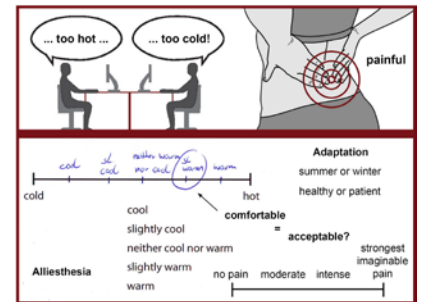 ... too hot ...
... too cold!
painful
cool
sl cool
neither warm nor cool
sl warm
warm
cold
hot
Adaptation
summer or winter
healthy or patient
comfortable
=
acceptable?
cool
slightly cool
neither cool nor warm
slightly warm
warm
Alliesthesia
no pain
moderate
intense
strongest
imaginable
pain